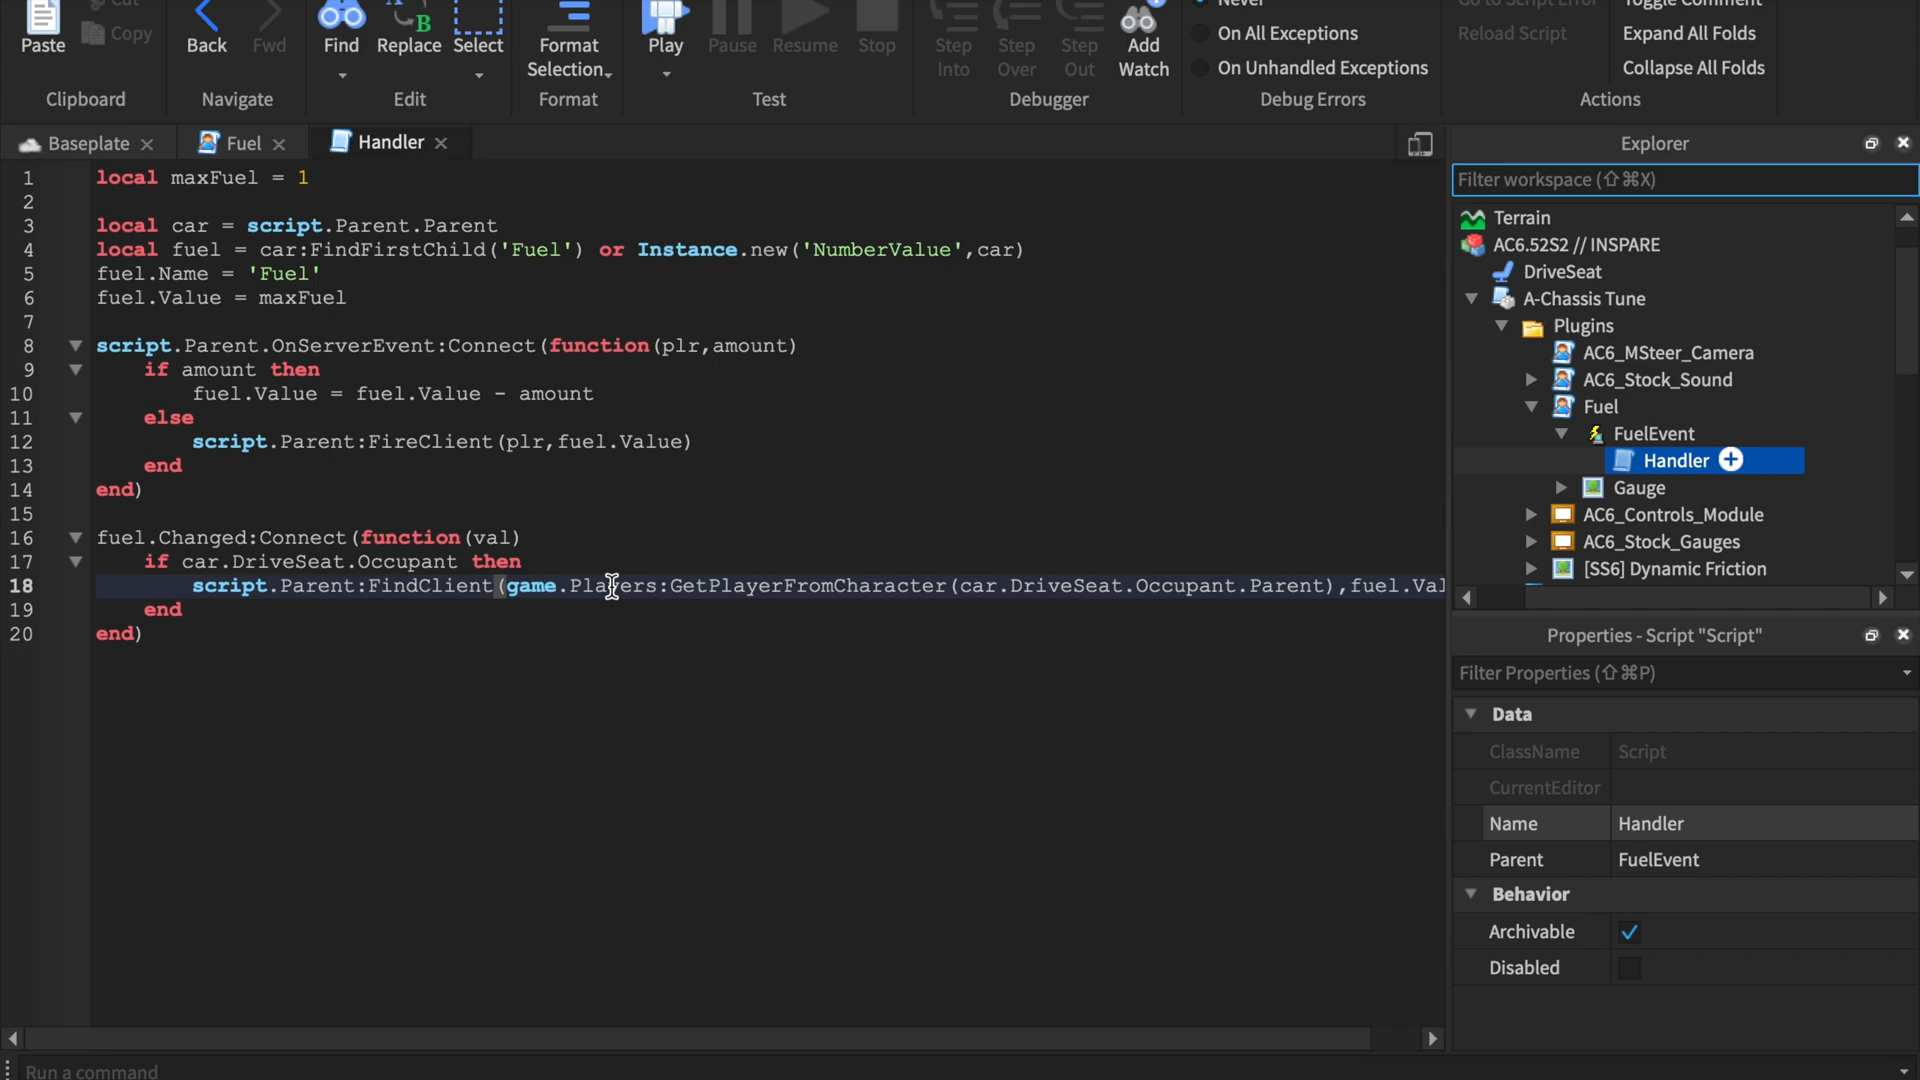 Cut
Never
Go to Script Error
Toggle Comment
Paste
Copy
Back
Fwd
Find
Replace
Select
Format
Selection
Play
Pause
Resume
Stop
Step
Into
Step
Over
Step
Out
Add
Watch
On All Exceptions
On Unhandled Exceptions
Reload Script
Expand All Folds
Collapse All Folds
Clipboard
Navigate
Edit
Format
Test
Debugger
Debug Errors
Actions
Baseplate
Fuel
Handler
1 local maxFuel = 1
2
3 local car = script.Parent.Parent
4 local fuel = car:FindFirstChild('Fuel') or Instance.new('NumberValue',car)
5 fuel.Name = 'Fuel'
6 fuel.Value = maxFuel
7
8 script.Parent.OnServerEvent:Connect(function(plr,amount)
9 if amount then
10 fuel.Value = fuel.Value - amount
11 else
12 script.Parent:FireClient(plr,fuel.Value)
13 end
14 end)
15
16 fuel.Changed:Connect(function(val)
17 if car.DriveSeat.Occupant then
18 script.Parent:FindClient(game.Players:GetPlayerFromCharacter(car.DriveSeat.Occupant.Parent),fuel.Val
19 end
20 end)
Run a command
Explorer
Filter workspace (⇧⌘X)
Terrain
AC6.52S2 // INSPARE
DriveSeat
A-Chassis Tune
Plugins
AC6_MSteer_Camera
AC6_Stock_Sound
Fuel
FuelEvent
Handler
Gauge
AC6_Controls_Module
AC6_Stock_Gauges
[SS6] Dynamic Friction
Properties - Script "Script"
Filter Properties (⇧⌘P)
Data
ClassName Script
CurrentEditor
Name Handler
Parent FuelEvent
Behavior
Archivable
Disabled